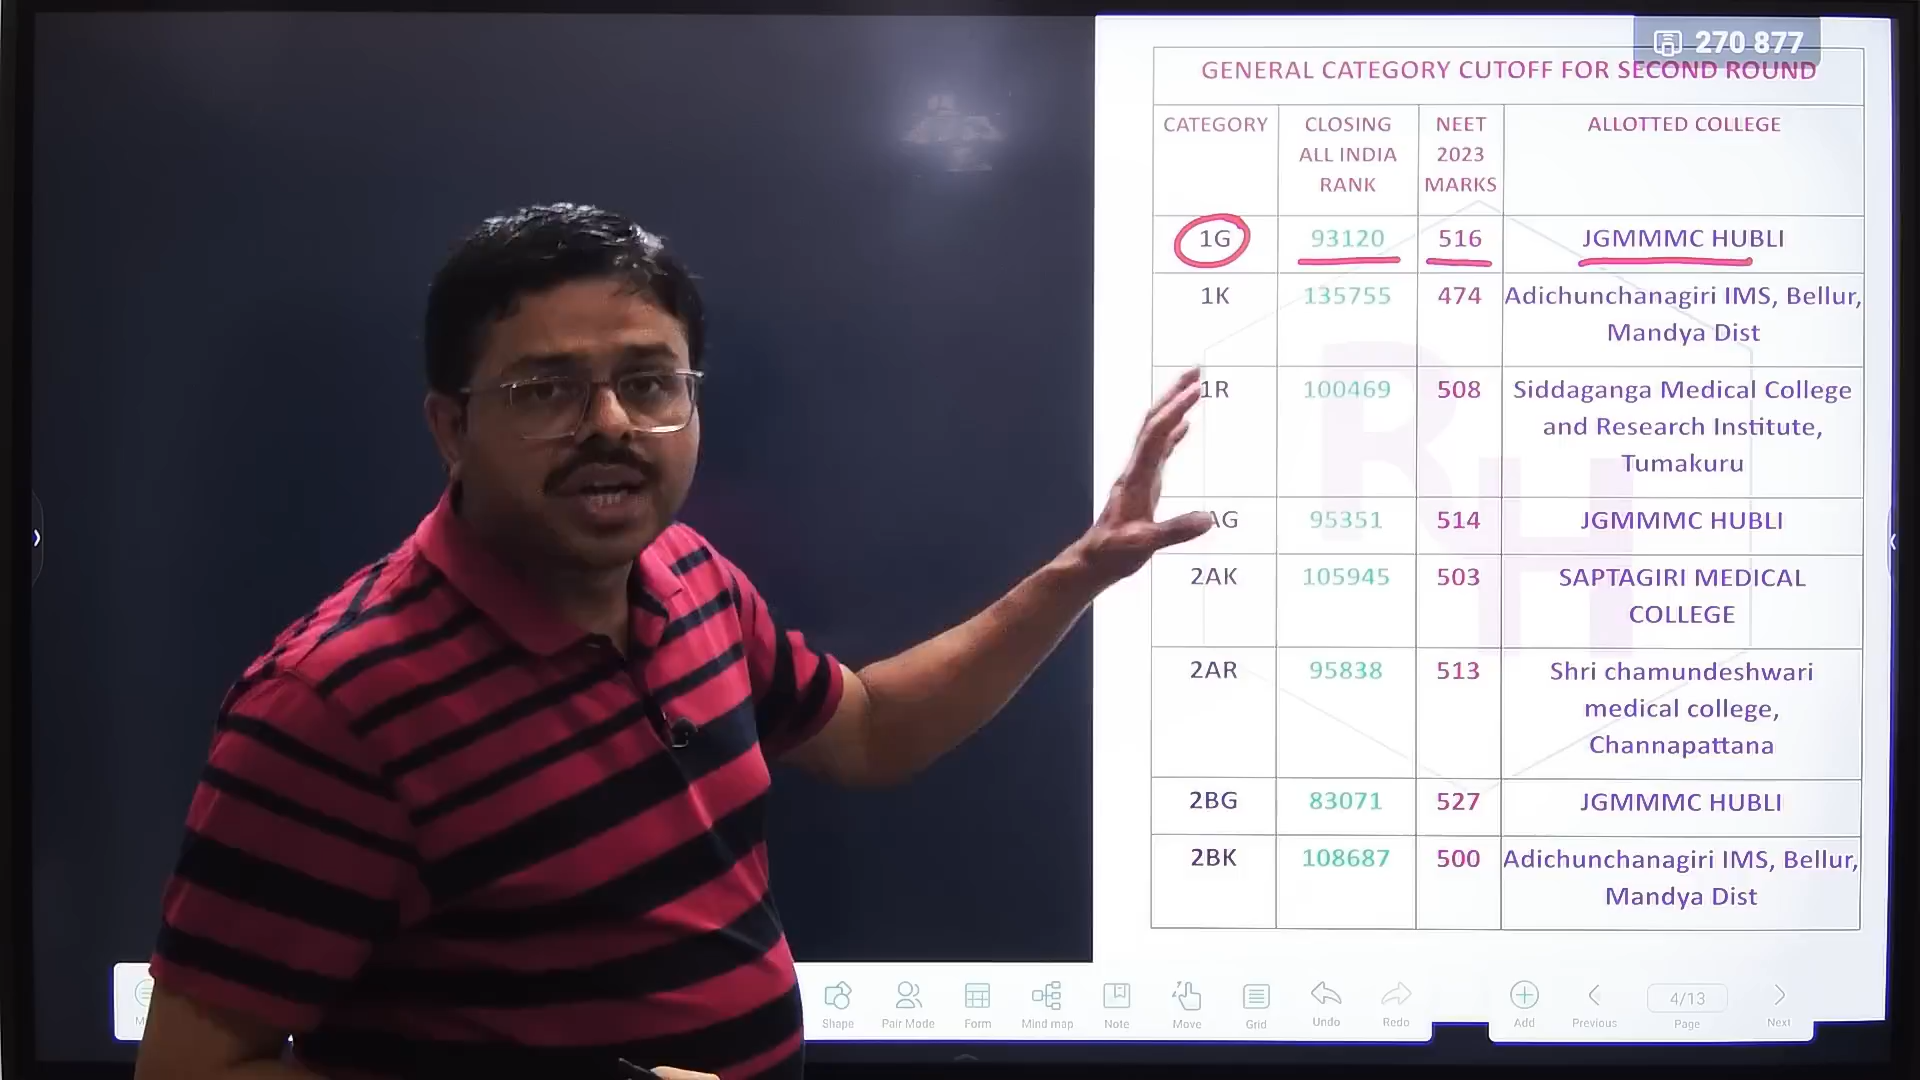 270 877
GENERAL CATEGORY CUTOFF FOR SECOND ROUND
CATEGORY
CLOSING
ALL INDIA
RANK
NEET
2023
MARKS
ALLOTTED COLLEGE
1G 93120 516 JGMMMC HUBLI
1K 135755 474 Adichunchanagiri IMS, Bellur,
Mandya Dist
1R 100469 508 Siddaganga Medical College
and Research Institute,
Tumakuru
AG 95351 514 JGMMMC HUBLI
2AK 105945 503 SAPTAGIRI MEDICAL
COLLEGE
2AR 95838 513 Shri chamundeshwari
medical college,
Channapattana
2BG 83071 527 JGMMMC HUBLI
2BK 108687 500 Adichunchanagiri IMS, Bellur,
Mandya Dist
RH
Shape Pair Mode Form Mind map Note Move Grid Undo Redo
4/13
Add Previous Page Next